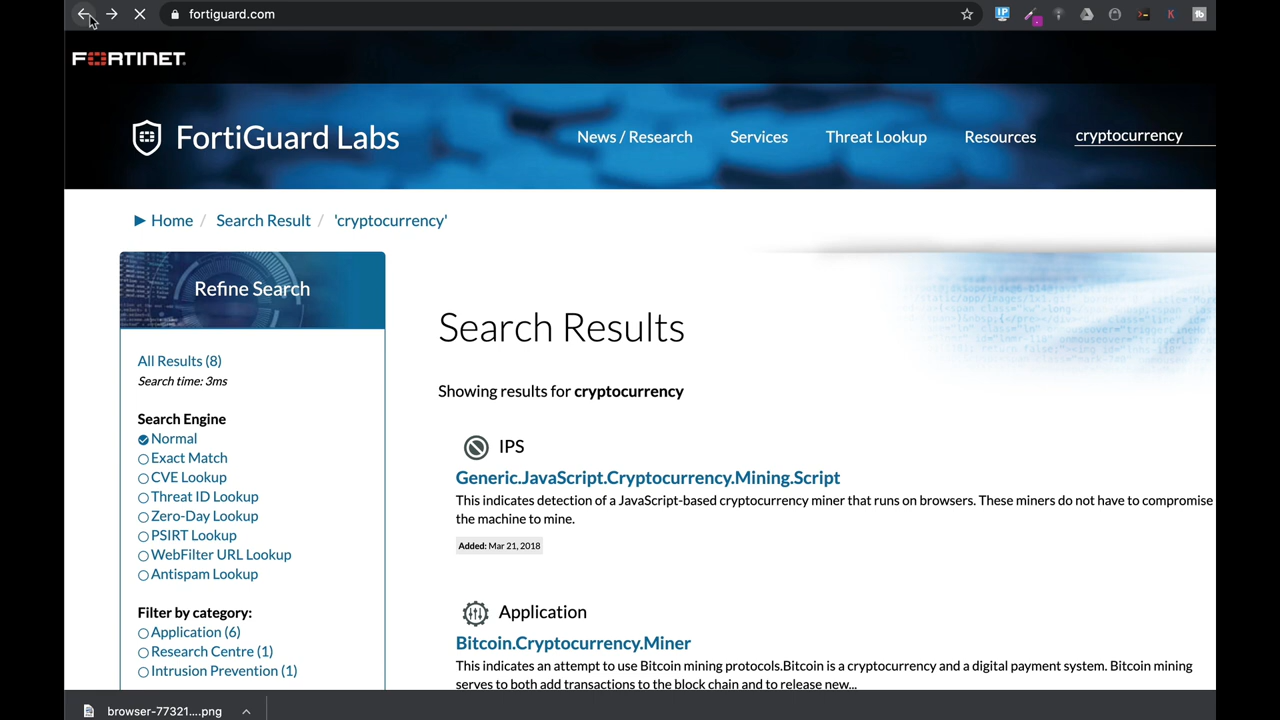 fortiguard.com
IP
K
FORTINET
FortiGuard Labs
News / Research
Services
Threat Lookup
Resources
cryptocurrency
Home / Search Result / 'cryptocurrency'
Refine Search
All Results (8)
Search time: 3ms
Search Engine
Normal
Exact Match
CVE Lookup
Threat ID Lookup
Zero-Day Lookup
PSIRT Lookup
WebFilter URL Lookup
Antispam Lookup
Filter by category:
Application (6)
Research Centre (1)
Intrusion Prevention (1)
Search Results
Showing results for cryptocurrency
IPS
Generic.JavaScript.Cryptocurrency.Mining.Script
This indicates detection of a JavaScript-based cryptocurrency miner that runs on browsers. These miners do not have to compromise
the machine to mine.
Added: Mar 21, 2018
Application
Bitcoin.Cryptocurrency.Miner
This indicates an attempt to use Bitcoin mining protocols.Bitcoin is a cryptocurrency and a digital payment system. Bitcoin mining
serves to both add transactions to the block chain and to release new...
browser-77321....png